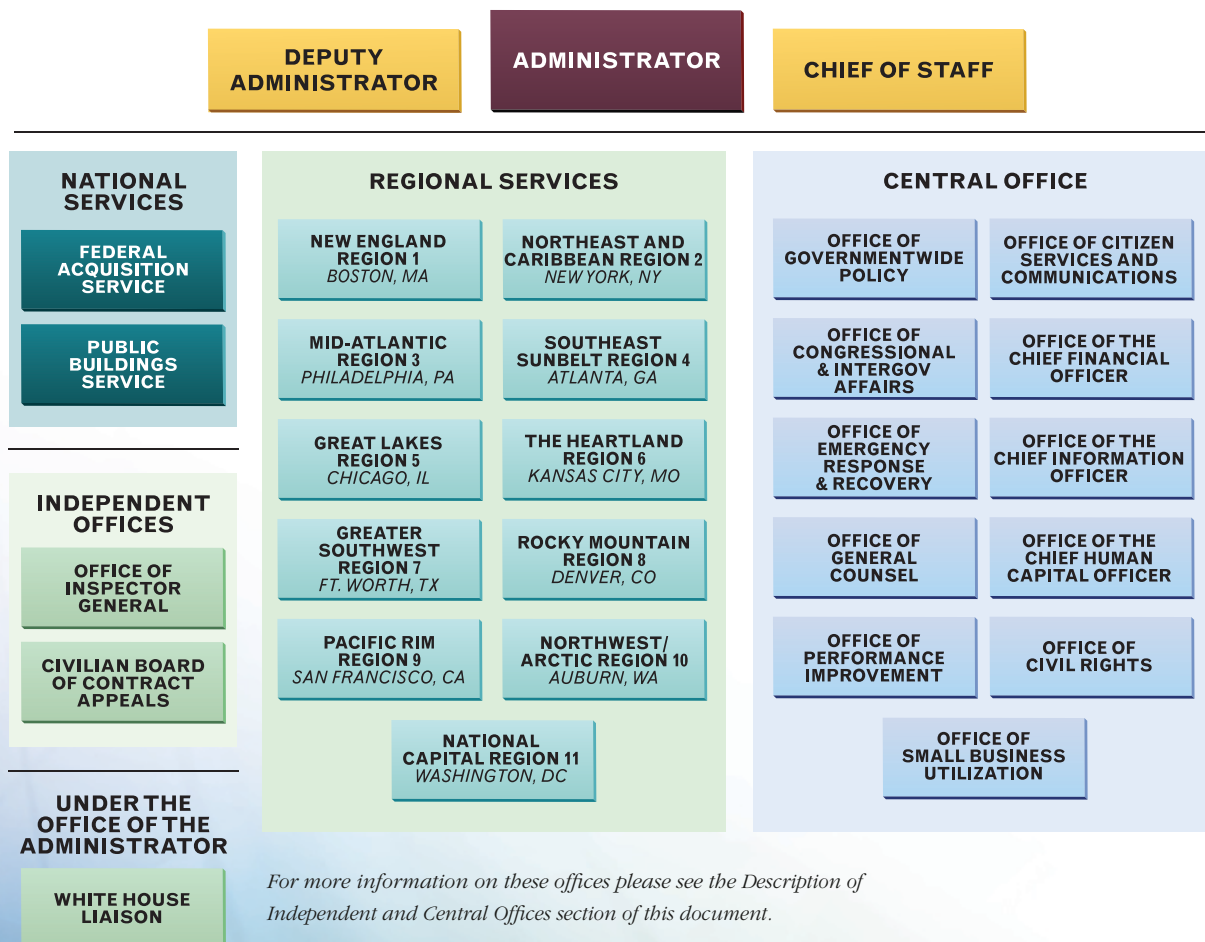 DEPUTY
ADMINISTRATOR
ADMINISTRATOR
CHIEF OF STAFF
NATIONAL
SERVICES
FEDERAL
ACQUISITION
SERVICE
PUBLIC
BUILDINGS
SERVICE
INDEPENDENT
OFFICES
OFFICE OF
INSPECTOR
GENERAL
CIVILIAN BOARD
OF CONTRACT
APPEALS
UNDER THE
OFFICE OF THE
ADMINISTRATOR
WHITE HOUSE
LIAISON
REGIONAL SERVICES
NEW ENGLAND
REGION 1
BOSTON, MA
NORTHEAST AND
CARIBBEAN REGION 2
NEW YORK, NY
MID-ATLANTIC
REGION 3
PHILADELPHIA, PA
SOUTHEAST
SUNBELT REGION 4
ATLANTA, GA
GREAT LAKES
REGION 5
CHICAGO, IL
THE HEARTLAND
REGION 6
KANSAS CITY, MO
GREATER
SOUTHWEST
REGION 7
FT. WORTH, TX
ROCKY MOUNTAIN
REGION 8
DENVER, CO
PACIFIC RIM
REGION 9
SAN FRANCISCO, CA
NORTHWEST/
ARCTIC REGION 10
AUBURN, WA
NATIONAL
CAPITAL REGION 11
WASHINGTON, DC
CENTRAL OFFICE
OFFICE OF
GOVERNMENTWIDE
POLICY
OFFICE OF CITIZEN
SERVICES AND
COMMUNICATIONS
OFFICE OF
CONGRESSIONAL
& INTERGOV
AFFAIRS
OFFICE OF THE
CHIEF FINANCIAL
OFFICER
OFFICE OF
EMERGENCY
RESPONSE
& RECOVERY
OFFICE OF THE
CHIEF INFORMATION
OFFICER
OFFICE OF
GENERAL
COUNSEL
OFFICE OF THE
CHIEF HUMAN
CAPITAL OFFICER
OFFICE OF
PERFORMANCE
IMPROVEMENT
OFFICE OF
CIVIL RIGHTS
OFFICE OF
SMALL BUSINESS
UTILIZATION
For more information on these offices please see the Description of
Independent and Central Offices section of this document.